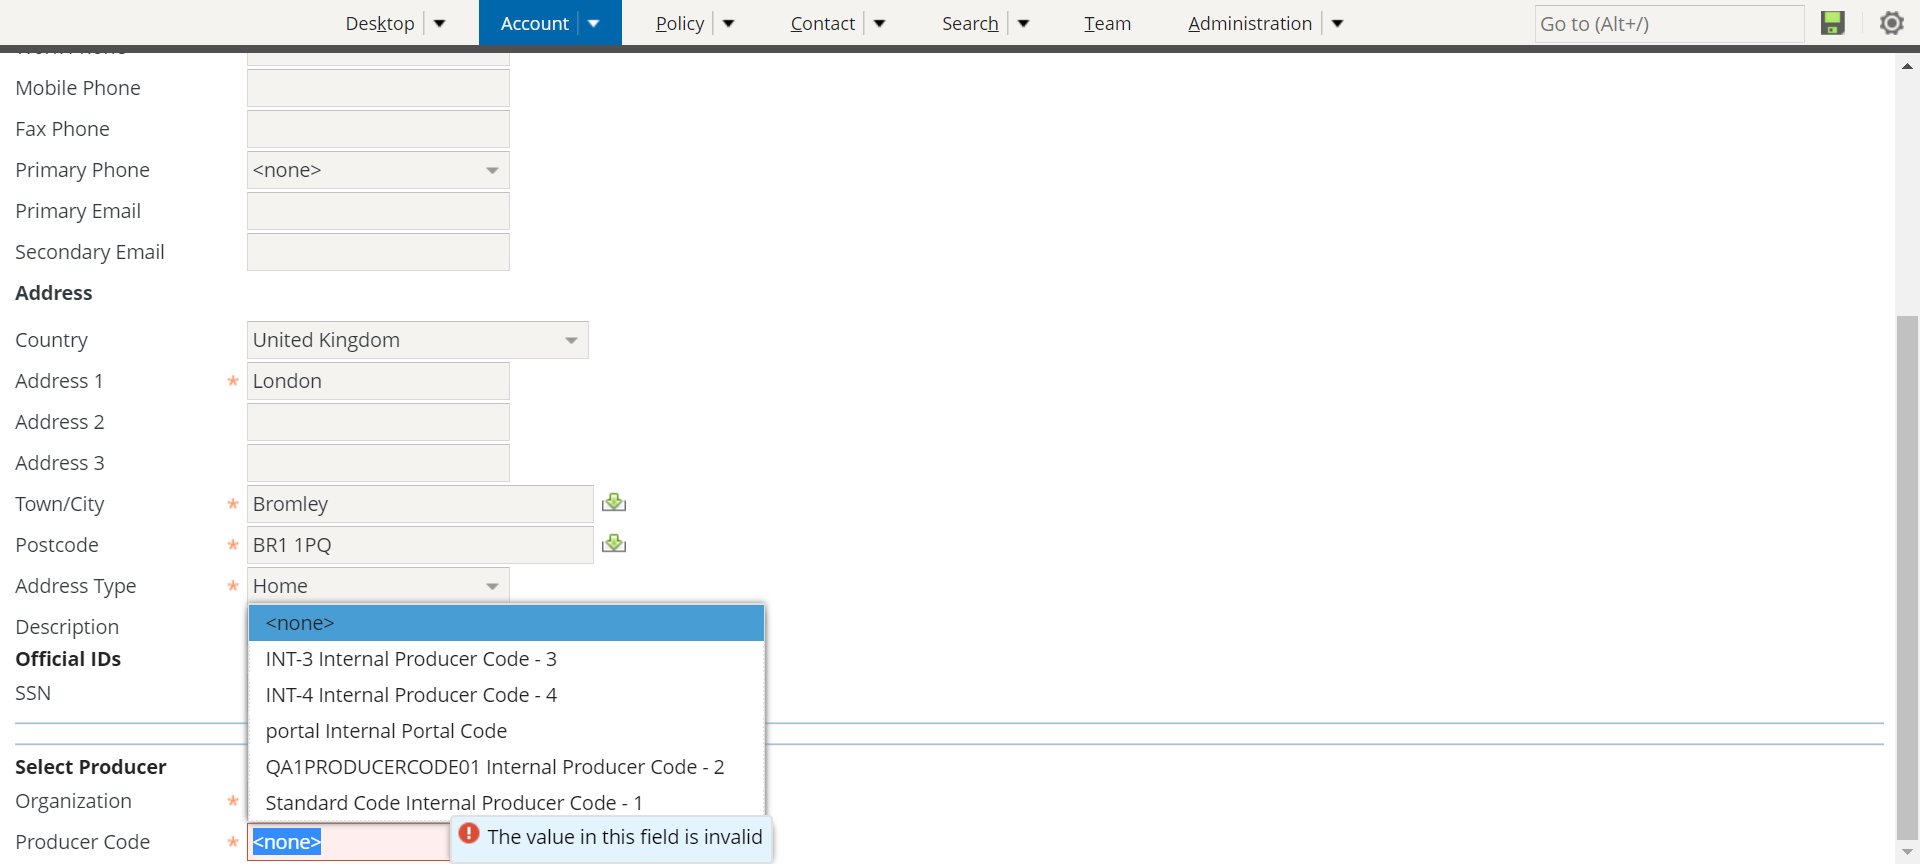 Desktop Account Policy Contact Search Team Administration Go to (Alt+/)
Mobile Phone
Fax Phone
Primary Phone <none>
Primary Email
Secondary Email
Address
Country United Kingdom
Address 1 * London
Address 2
Address 3
Town/City * Bromley
Postcode * BR1 1PQ
Address Type * Home
<none>
Description
Official IDs
INT-3 Internal Producer Code - 3
SSN
INT-4 Internal Producer Code - 4
portal Internal Portal Code
Select Producer
QA1PRODUCERCODE01 Internal Producer Code - 2
Organization *
Standard Code Internal Producer Code - 1
Producer Code * <none>
The value in this field is invalid